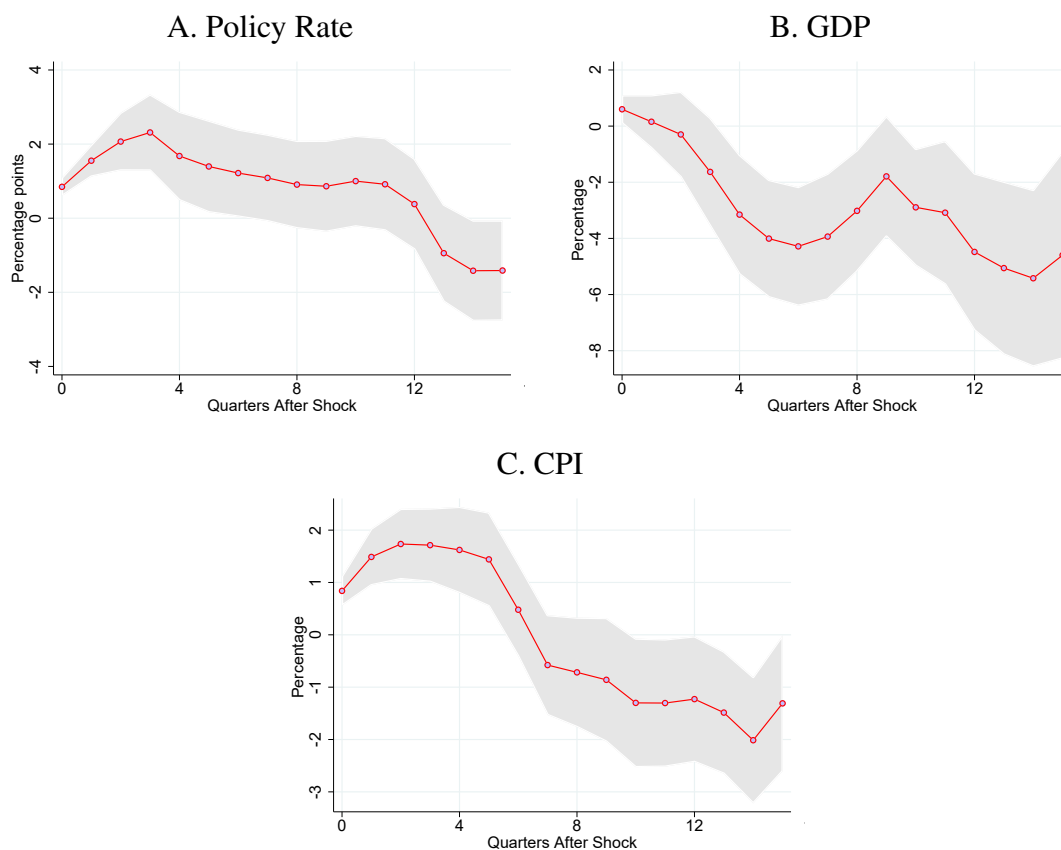 A. Policy Rate
4
2
0
-2
-4
Percentage points
0 4 8 12
Quarters After Shock
B. GDP
2
0
-2
-4
-6
-8
Percentage
0 4 8 12
Quarters After Shock
C. CPI
2
1
0
-1
-2
-3
Percentage
0 4 8 12
Quarters After Shock